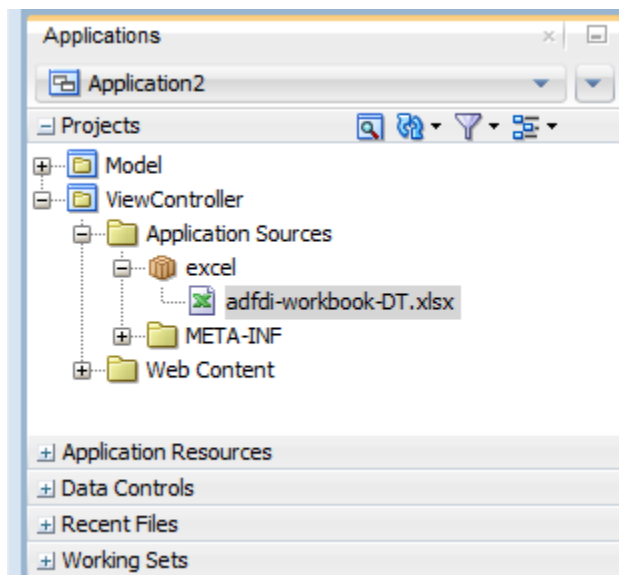 Applications
Application2
Projects
Model
ViewController
Application Sources
excel
adfdi-workbook-DT.xlsx
META-INF
Web Content
Application Resources
Data Controls
Recent Files
Working Sets